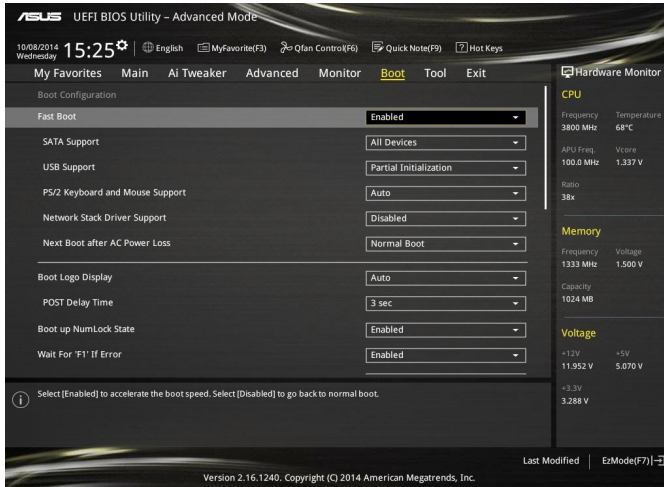 ASUS UEFI BIOS Utility – Advanced Mode
10/08/2014 Wednesday 15:25 English MyFavorite(F3) Qfan Control(F6) Quick Note(F9) ? Hot Keys
My Favorites Main Ai Tweaker Advanced Monitor Boot Tool Exit
Boot Configuration
Fast Boot Enabled
SATA Support All Devices
USB Support Partial Initialization
PS/2 Keyboard and Mouse Support Auto
Network Stack Driver Support Disabled
Next Boot after AC Power Loss Normal Boot
Boot Logo Display Auto
POST Delay Time 3 sec
Boot up NumLock State Enabled
Wait For 'F1' If Error Enabled
Select [Enabled] to accelerate the boot speed. Select [Disabled] to go back to normal boot.
Hardware Monitor
CPU
Frequency Temperature
3800 MHz 68°C
APU Freq. Vcore
100.0 MHz 1.337 V
Ratio
38x
Memory
Frequency Voltage
1333 MHz 1.500 V
Capacity
1024 MB
Voltage
+12V +5V
11.952 V 5.070 V
+3.3V
3.288 V
Last Modified EzMode(F7)
Version 2.16.1240. Copyright (C) 2014 American Megatrends, Inc.